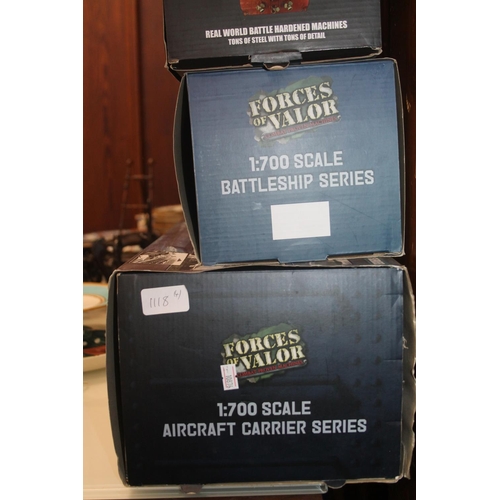 REAL WORLD BATTLE HARDENED MACHINES
TONS OF STEEL WITH TONS OF DETAIL
FORCES
OF VALOR
1:700 SCALE
BATTLESHIP SERIES
1118
FORCES
OF VALOR
1:700 SCALE
AIRCRAFT CARRIER SERIES